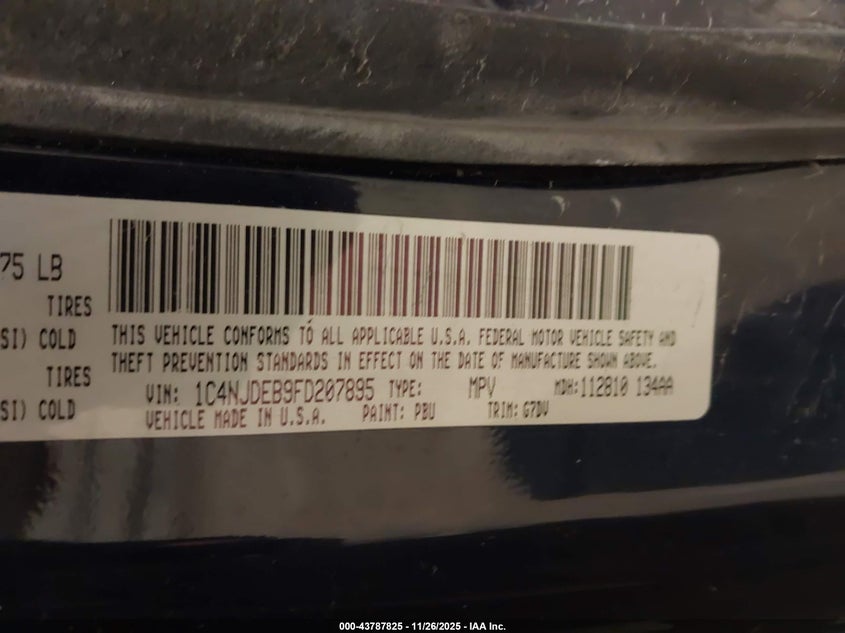 75 LB
TIRES
SI) COLD
THIS VEHICLE CONFORMS TO ALL APPLICABLE U.S.A. FEDERAL MOTOR VEHICLE SAFETY AND
THEFT PREVENTION STANDARDS IN EFFECT ON THE DATE OF MANUFACTURE SHOWN ABOVE.
TIRES
VIN: 1C4NJDEB9FD207895 TYPE: MPV MDH:112810 134AA
SI) COLD
VEHICLE MADE IN U.S.A. PAINT: PBU TRIM: G7DV
000-43787825 - 11/26/2025 - IAA Inc.